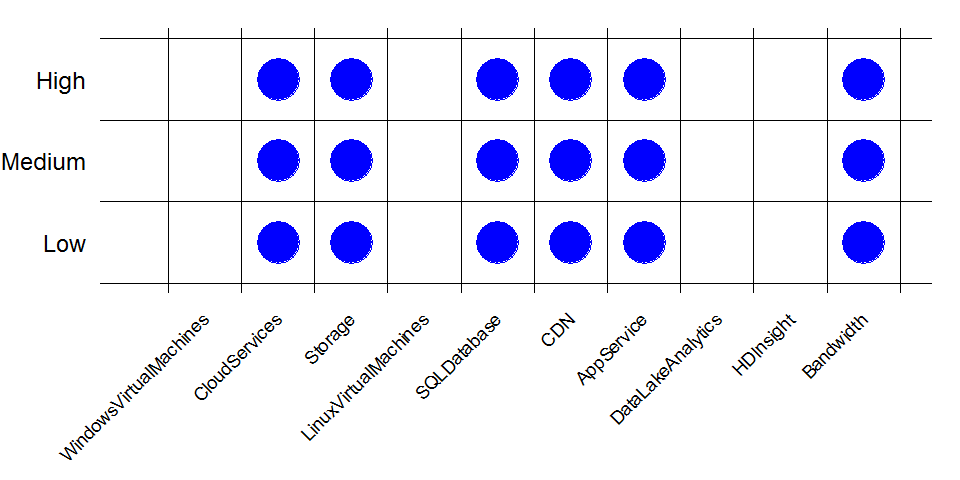 High
Medium
Low
WindowsVirtualMachines
CloudServices
Storage
LinuxVirtualMachines
SQLDatabase
CDN
AppService
DataLakeAnalytics
HDInsight
Bandwidth